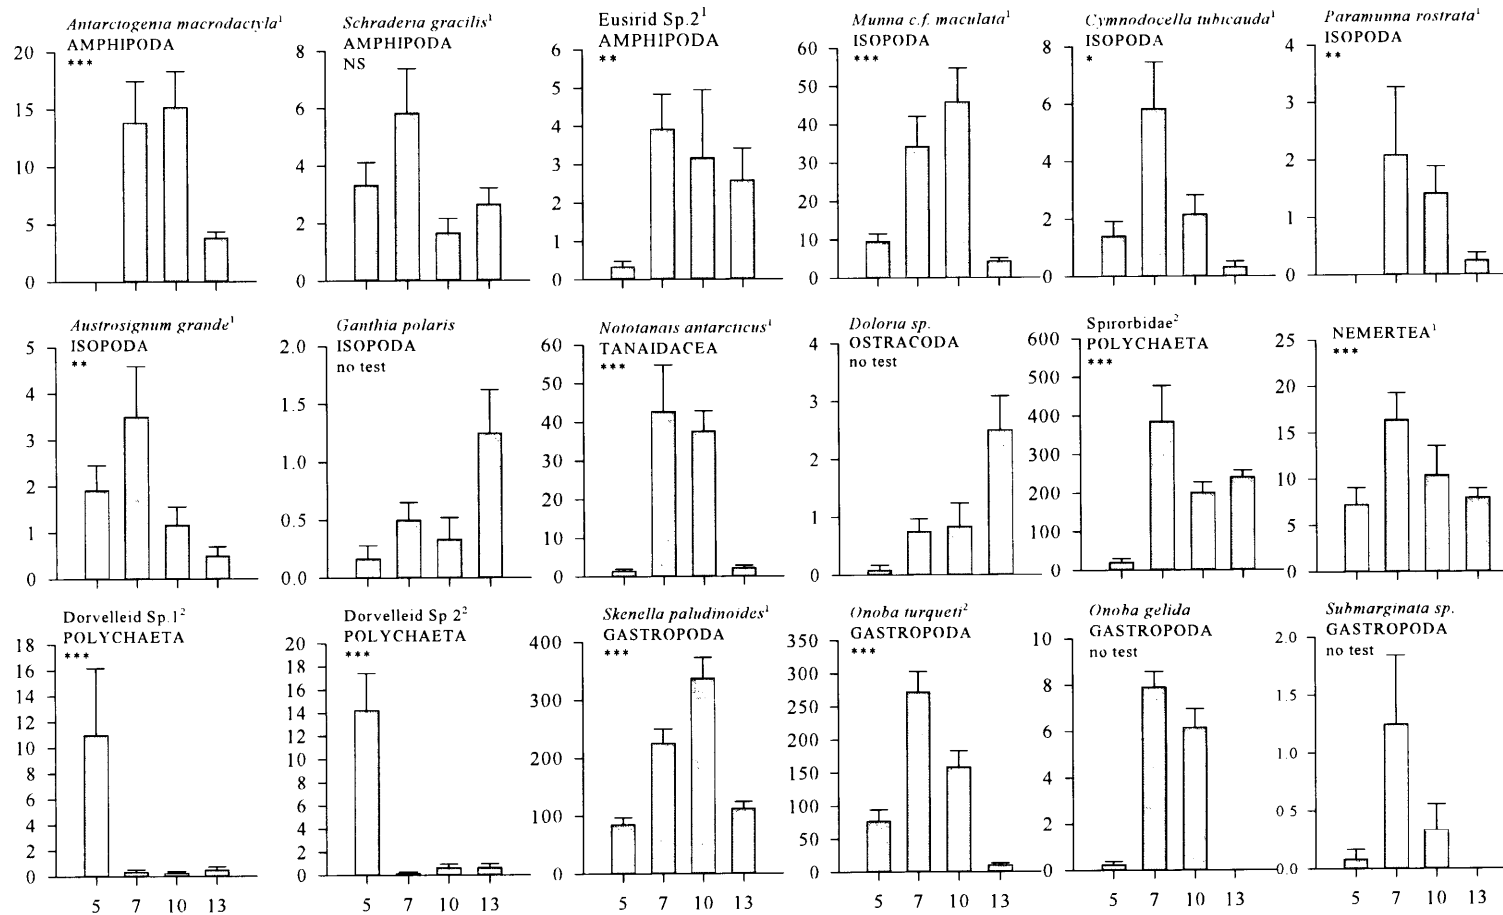 Antarctogenia macrodactyla¹
AMPHIPODA
***
20
15
10
5
0
Schraderia gracilis¹
AMPHIPODA
NS
8
6
4
2
0
Eusirid Sp.2¹
AMPHIPODA
**
6
5
4
3
2
1
0
Munna c.f. maculata¹
ISOPODA
***
60
50
40
30
20
10
0
Cymnodocella tubicauda¹
ISOPODA
*
8
6
4
2
0
Paramunna rostrata¹
ISOPODA
**
4
3
2
1
0
Austrosignum grande¹
ISOPODA
**
5
4
3
2
1
0
Ganthia polaris
ISOPODA
no test
2.0
1.5
1.0
0.5
0.0
Nototanais antarcticus¹
TANAIDACEA
***
60
50
40
30
20
10
0
Doloria sp.
OSTRACODA
no test
4
3
2
1
0
Spirorbidae²
POLYCHAETA
***
600
500
400
300
200
100
0
NEMERTEA¹
***
25
20
15
10
5
0
Dorvelleid Sp.1²
POLYCHAETA
***
18
16
14
12
10
8
6
4
2
0
5 7 10 13
Dorvelleid Sp 2²
POLYCHAETA
***
20
18
16
14
12
10
8
6
4
2
0
5 7 10 13
Skenella paludinoides¹
GASTROPODA
***
400
300
200
100
0
5 7 10 13
Onoba turqueti²
GASTROPODA
***
350
300
250
200
150
100
50
0
5 7 10 13
Onoba gelida
GASTROPODA
no test
10
8
6
4
2
0
5 7 10 13
Submarginata sp.
GASTROPODA
no test
2.0
1.5
1.0
0 5
0.0
5 7 10 13